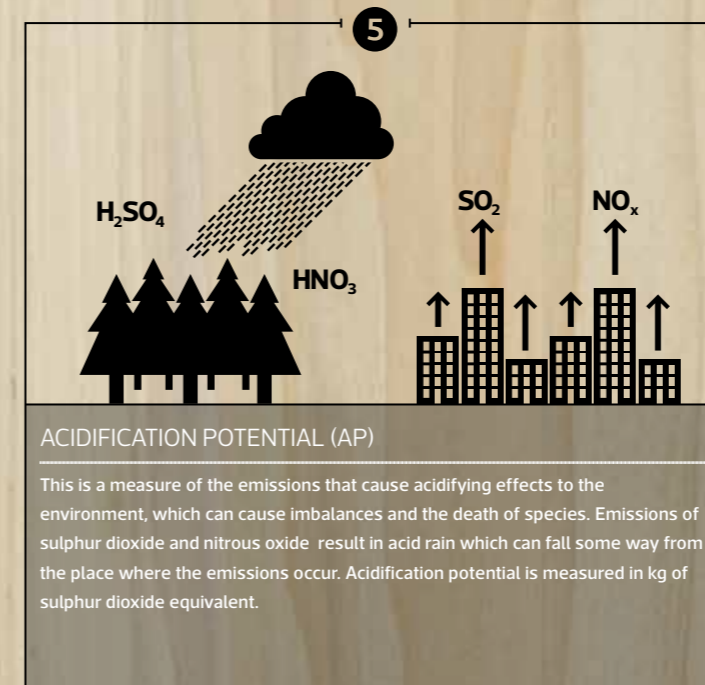 5
H₂SO₄
SO₂
NOₓ
HNO₃
ACIDIFICATION POTENTIAL (AP)
This is a measure of the emissions that cause acidifying effects to the
environment, which can cause imbalances and the death of species. Emissions of
sulphur dioxide and nitrous oxide  result in acid rain which can fall some way from
the place where the emissions occur. Acidification potential is measured in kg of
sulphur dioxide equivalent.